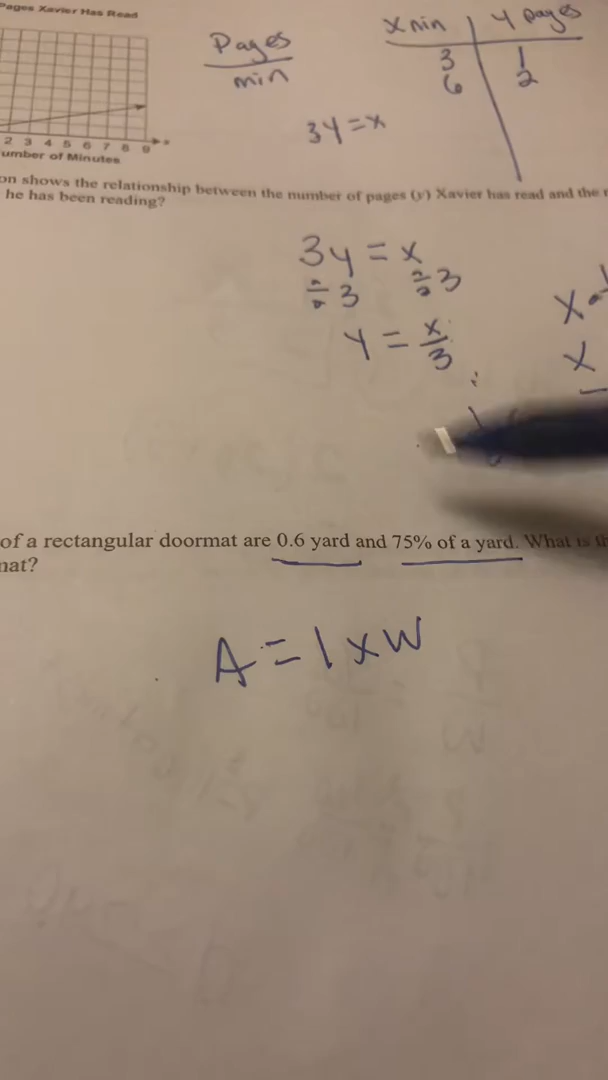 Pages Xavier Has Read
2 3 4 5 6 7 8 9 x
umber of Minutes
Pages
min
x min y pages
3 1
6 2
3y = x
on shows the relationship between the number of pages (y) Xavier has read and the
he has been reading?
3y = x
÷3 ÷3
y = x/3
x
x
of a rectangular doormat are 0.6 yard and 75% of a yard. What is
mat?
A = l x w